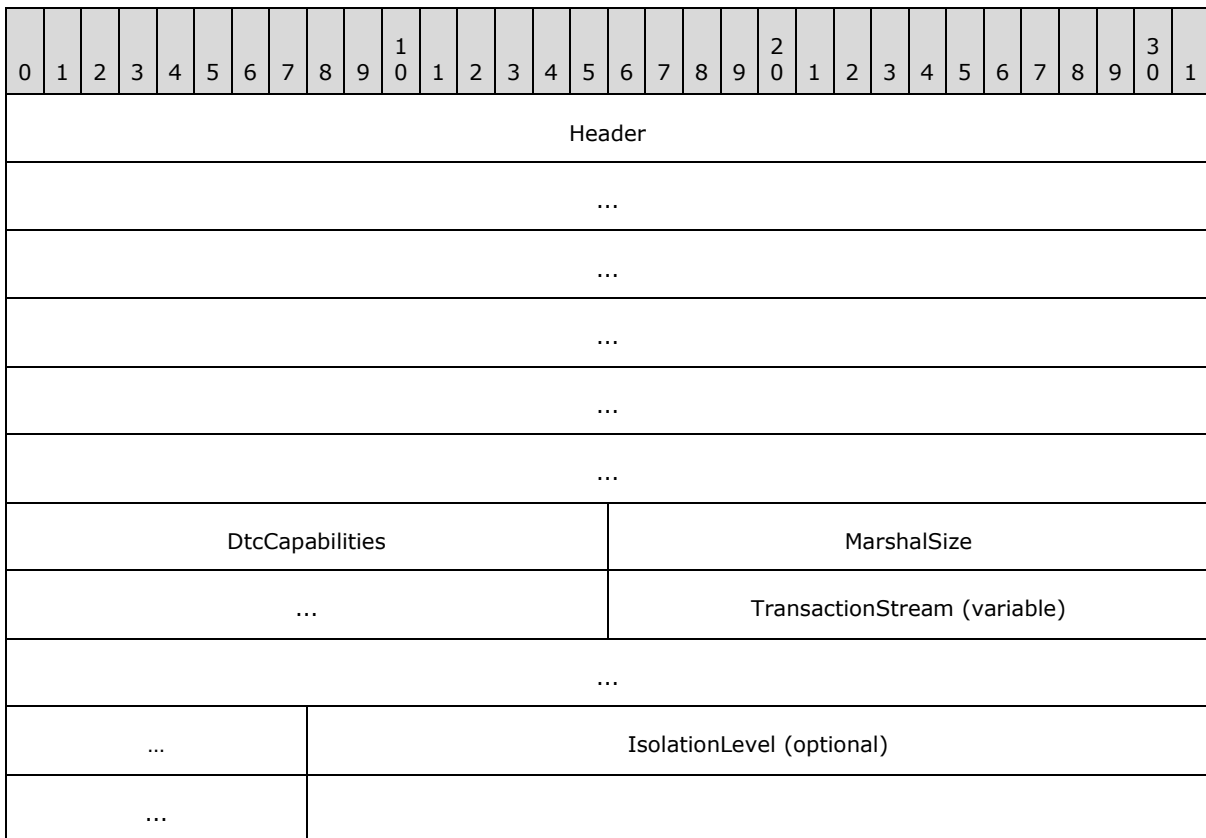 1 2 3
0 1 2 3 4 5 6 7 8 9 0 1 2 3 4 5 6 7 8 9 0 1 2 3 4 5 6 7 8 9 0 1
Header
...
...
...
...
...
DtcCapabilities MarshalSize
... TransactionStream (variable)
...
... IsolationLevel (optional)
...